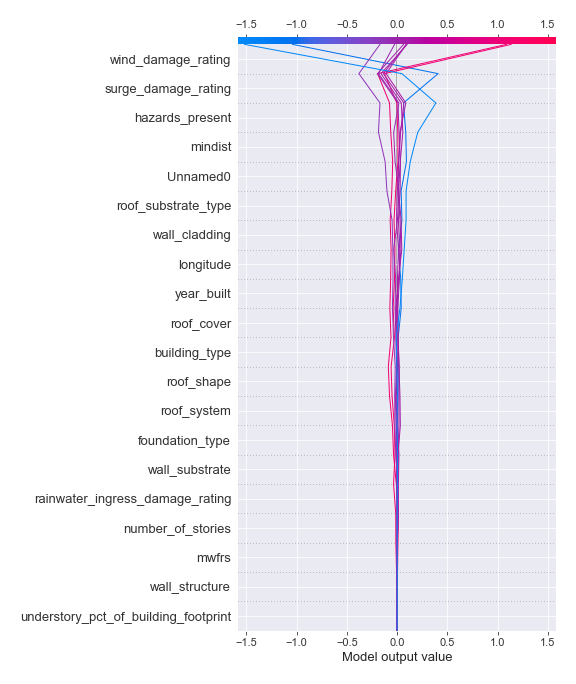 −1.5 −1.0 −0.5 0.0 0.5 1.0 1.5
wind_damage_rating
surge_damage_rating
hazards_present
mindist
Unnamed0
roof_substrate_type
wall_cladding
longitude
year_built
roof_cover
building_type
roof_shape
roof_system
foundation_type
wall_substrate
rainwater_ingress_damage_rating
number_of_stories
mwfrs
wall_structure
understory_pct_of_building_footprint
−1.5 −1.0 −0.5 0.0 0.5 1.0 1.5
Model output value